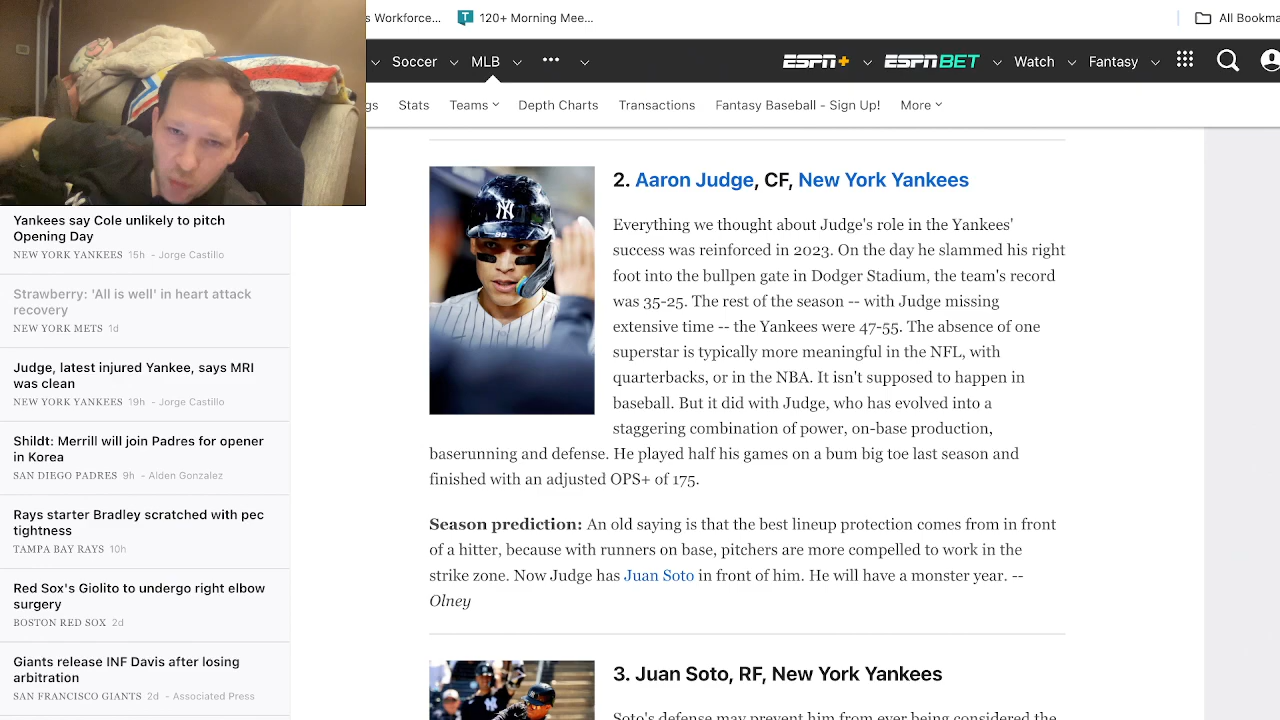 s Workforce...
120+ Morning Mee...
All Bookma
Soccer
MLB
•••
ESPN+
ESPN BET
Watch
Fantasy
gs
Stats
Teams
Depth Charts
Transactions
Fantasy Baseball - Sign Up!
More
Yankees say Cole unlikely to pitch
Opening Day
NEW YORK YANKEES 15h - Jorge Castillo
Strawberry: 'All is well' in heart attack
recovery
NEW YORK METS 1d
Judge, latest injured Yankee, says MRI
was clean
NEW YORK YANKEES 19h - Jorge Castillo
Shildt: Merrill will join Padres for opener
in Korea
SAN DIEGO PADRES 9h - Alden Gonzalez
Rays starter Bradley scratched with pec
tightness
TAMPA BAY RAYS 10h
Red Sox's Giolito to undergo right elbow
surgery
BOSTON RED SOX 2d
Giants release INF Davis after losing
arbitration
SAN FRANCISCO GIANTS 2d - Associated Press
2. Aaron Judge, CF, New York Yankees
Everything we thought about Judge's role in the Yankees'
success was reinforced in 2023. On the day he slammed his right
foot into the bullpen gate in Dodger Stadium, the team's record
was 35-25. The rest of the season -- with Judge missing
extensive time -- the Yankees were 47-55. The absence of one
superstar is typically more meaningful in the NFL, with
quarterbacks, or in the NBA. It isn't supposed to happen in
baseball. But it did with Judge, who has evolved into a
staggering combination of power, on-base production,
baserunning and defense. He played half his games on a bum big toe last season and
finished with an adjusted OPS+ of 175.
Season prediction: An old saying is that the best lineup protection comes from in front
of a hitter, because with runners on base, pitchers are more compelled to work in the
strike zone. Now Judge has Juan Soto in front of him. He will have a monster year. --
Olney
3. Juan Soto, RF, New York Yankees
Soto's defense may prevent him from ever being considered the